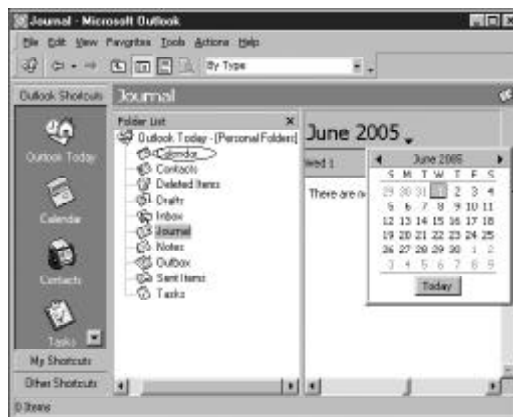 Journal - Microsoft Outlook
File Edit View Favorites Tools Actions Help
By Type
Outlook Shortcuts
Journal
Outlook Today
Calendar
Contacts
Tasks
My Shortcuts
Other Shortcuts
Folder List
Outlook Today - [Personal Folders]
Calendar
Contacts
Deleted Items
Drafts
Inbox
Journal
Notes
Outbox
Sent Items
Tasks
June 2005
Wed 1
There are n
June 2005
S M T W T F S
29 30 31 1 2 3 4
5 6 7 8 9 10 11
12 13 14 15 16 17 18
19 20 21 22 23 24 25
26 27 28 29 30 1 2
3 4 5 6 7 8 9
Today
0 Items